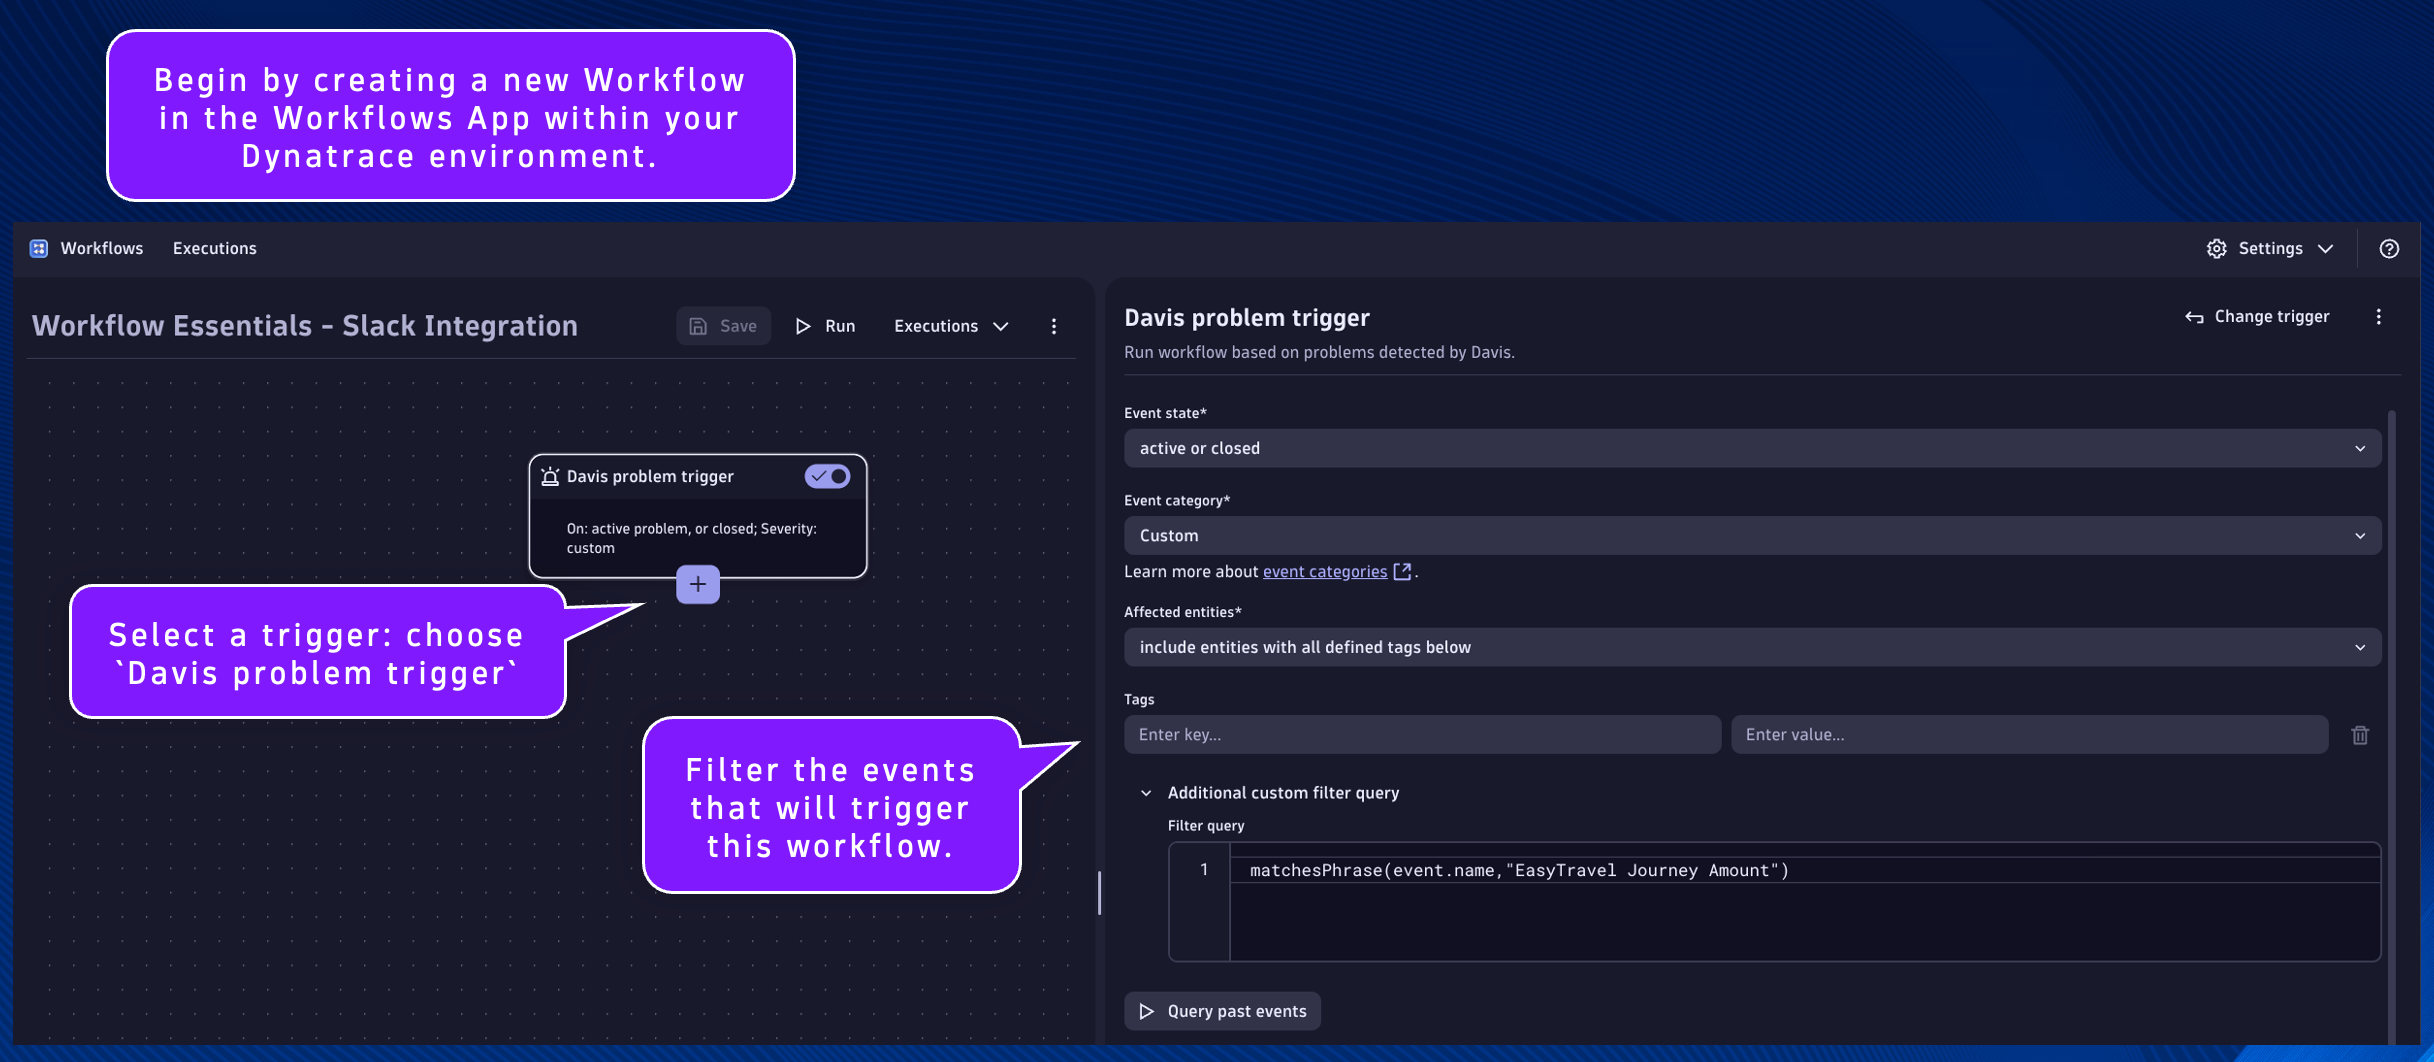 Begin by creating a new Workflow
in the Workflows App within your
Dynatrace environment.
Workflows
Executions
Settings
Workflow Essentials - Slack Integration
Save
Run
Executions
Davis problem trigger
On: active problem, or closed; Severity:
custom
Select a trigger: choose
`Davis problem trigger`
Filter the events
that will trigger
this workflow.
Davis problem trigger
Change trigger
Run workflow based on problems detected by Davis.
Event state*
active or closed
Event category*
Custom
Learn more about event categories .
Affected entities*
include entities with all defined tags below
Tags
Enter key...
Enter value...
Additional custom filter query
Filter query
1 matchesPhrase(event.name,"EasyTravel Journey Amount")
Query past events